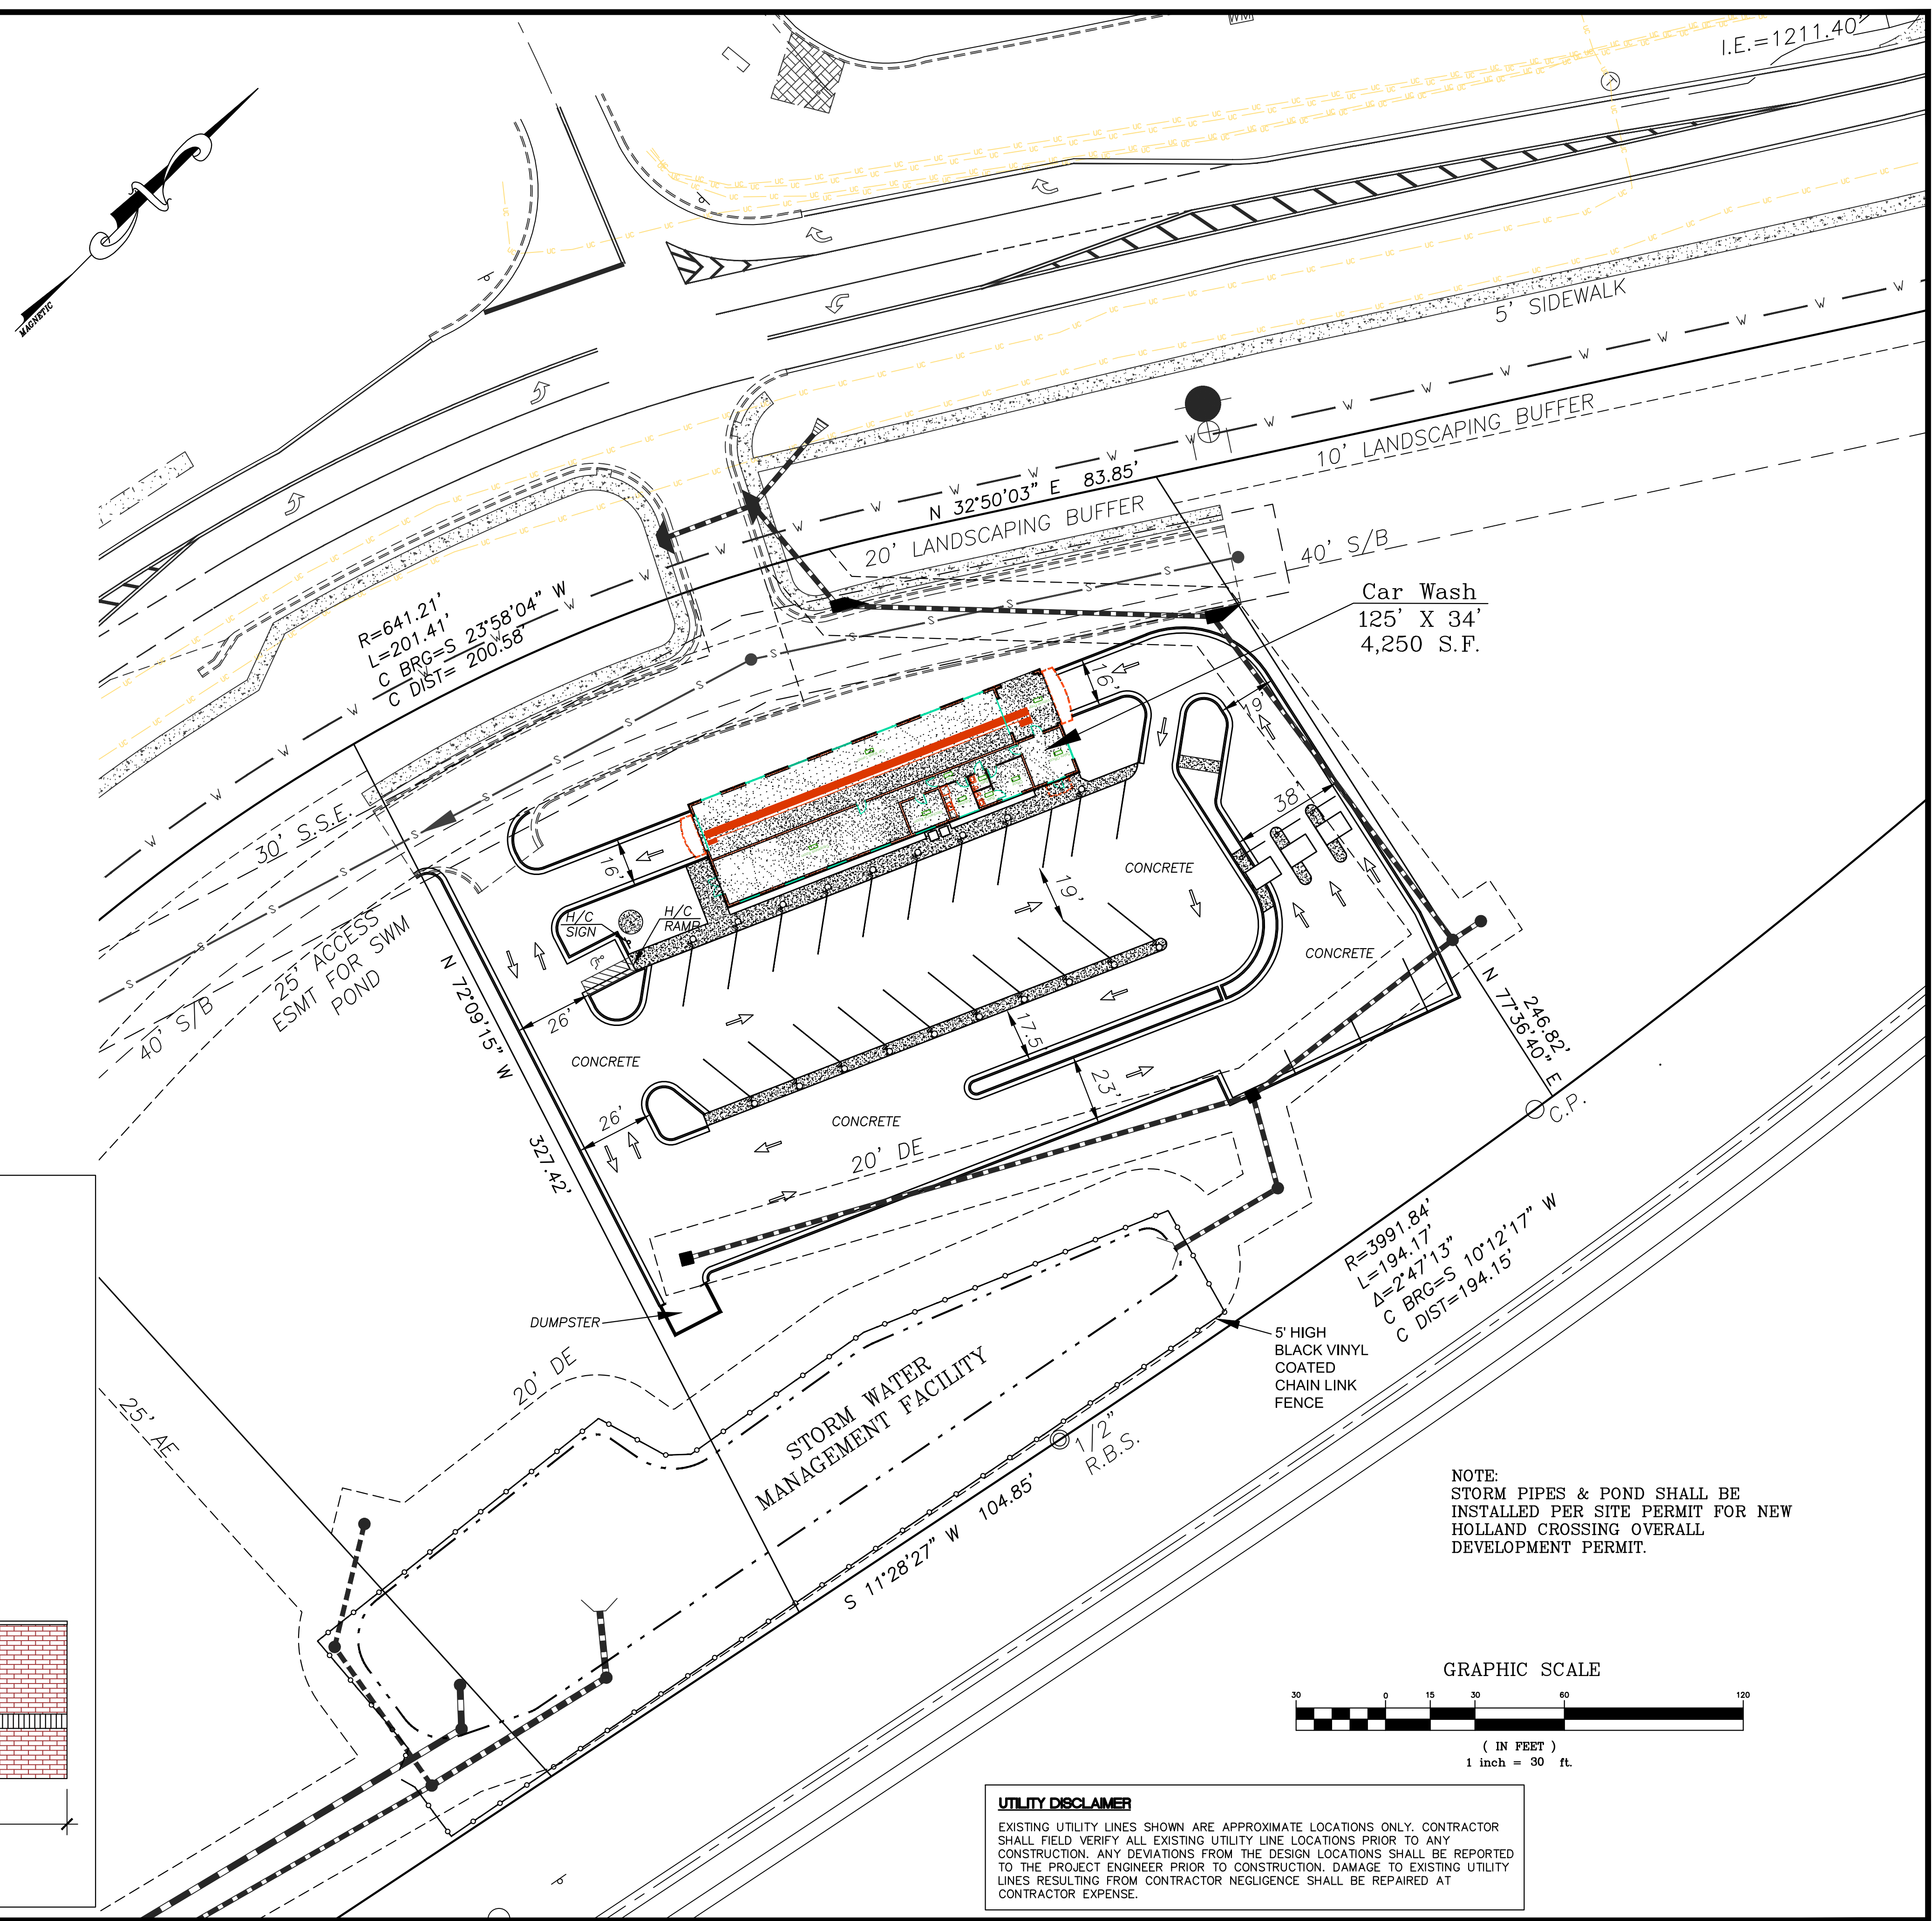 WM
I.E.=1211.40'
T
MAGNETIC
5' SIDEWALK
10' LANDSCAPING BUFFER
N 32°50'03" E 83.85'
20' LANDSCAPING BUFFER
40' S/B
Car Wash
125' X 34'
4,250 S.F.
R=641.21'
L=201.41'
C BRG=S 23°58'04" W
C DIST= 200.58'
16'
19'
38'
30' S.S.E.
16'
CONCRETE
19'
H/C
SIGN
H/C
RAMP
25' ACCESS
ESMT FOR SWM
POND
40' S/B
N 72°09'15" W
327.42'
26'
CONCRETE
CONCRETE
17.5'
23'
26'
CONCRETE
20' DE
246.82'
N 77°36'40" E
C.P.
R=3991.84'
L=194.17'
Δ=2°47'13"
C BRG=S 10°12'17" W
C DIST=194.15'
DUMPSTER
5' HIGH
BLACK VINYL
COATED
CHAIN LINK
FENCE
20' DE
25' AE
STORM WATER
MANAGEMENT FACILITY
1/2"
R.B.S.
S 11°28'27" W 104.85'
NOTE:
STORM PIPES & POND SHALL BE
INSTALLED PER SITE PERMIT FOR NEW
HOLLAND CROSSING OVERALL
DEVELOPMENT PERMIT.
GRAPHIC SCALE
30 0 15 30 60 120
( IN FEET )
1 inch = 30 ft.
UTILITY DISCLAIMER
EXISTING UTILITY LINES SHOWN ARE APPROXIMATE LOCATIONS ONLY. CONTRACTOR
SHALL FIELD VERIFY ALL EXISTING UTILITY LINE LOCATIONS PRIOR TO ANY
CONSTRUCTION. ANY DEVIATIONS FROM THE DESIGN LOCATIONS SHALL BE REPORTED
TO THE PROJECT ENGINEER PRIOR TO CONSTRUCTION. DAMAGE TO EXISTING UTILITY
LINES RESULTING FROM CONTRACTOR NEGLIGENCE SHALL BE REPAIRED AT
CONTRACTOR EXPENSE.